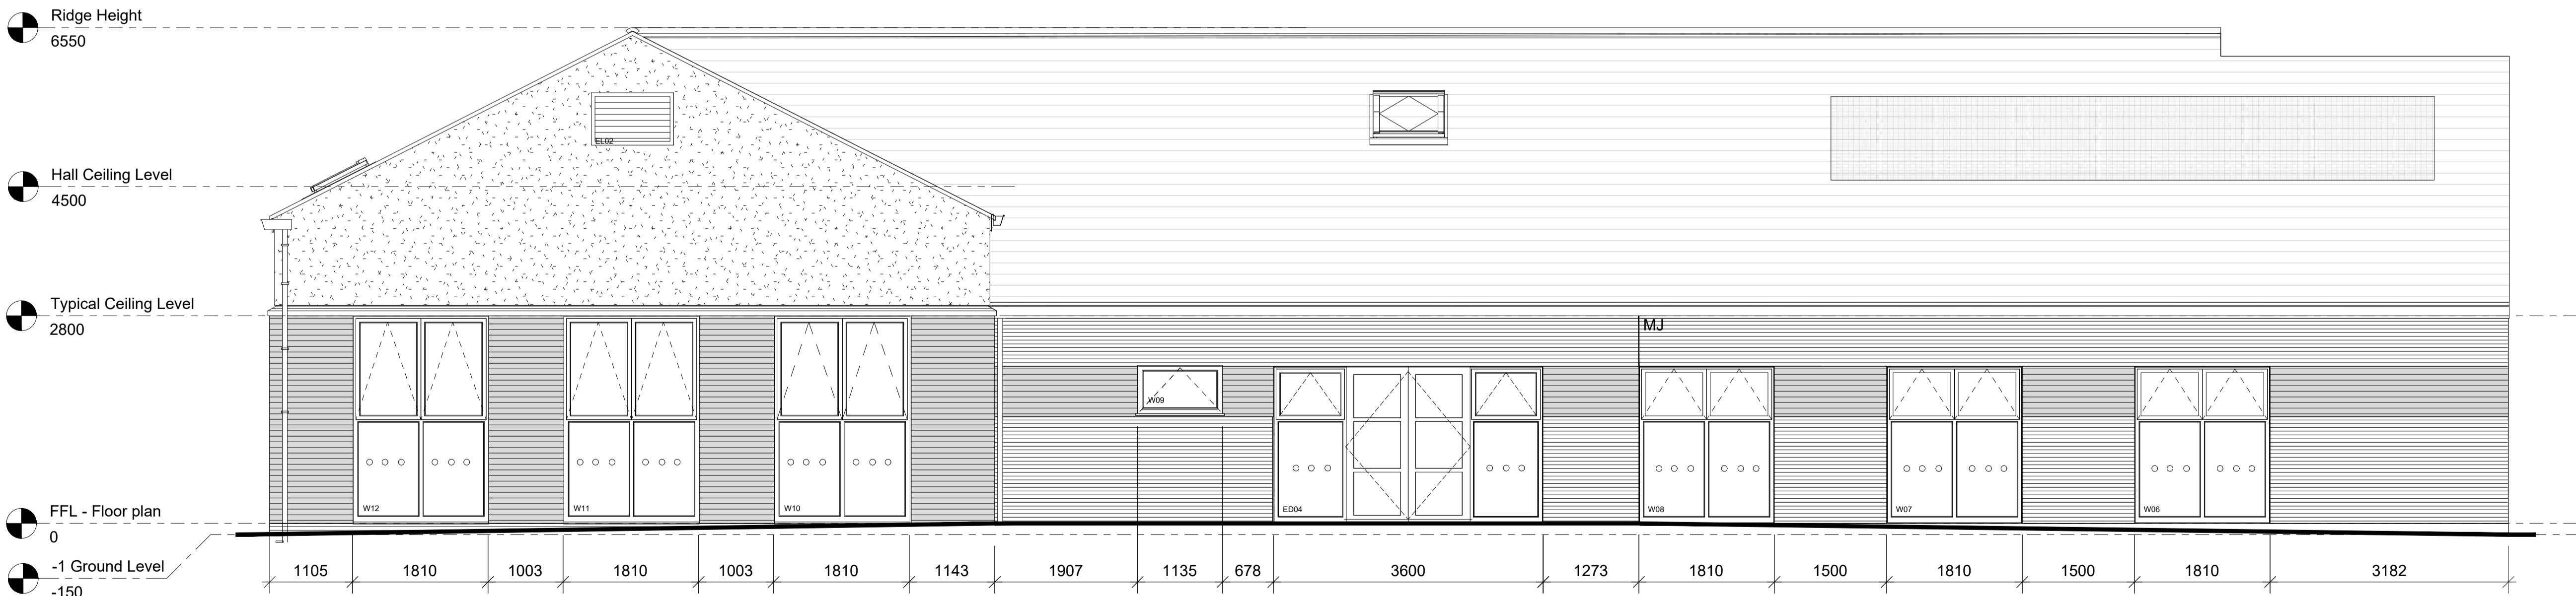 Ridge Height
6550
EL02
Hall Ceiling Level
4500
Typical Ceiling Level
2800
MJ
W09
FFL - Floor plan
0
W12
W11
W10
ED04
W08
W07
W06
-1 Ground Level
-150
1105 1810 1003 1810 1003 1810 1143 1907 1135 678 3600 1273 1810 1500 1810 1500 1810 3182